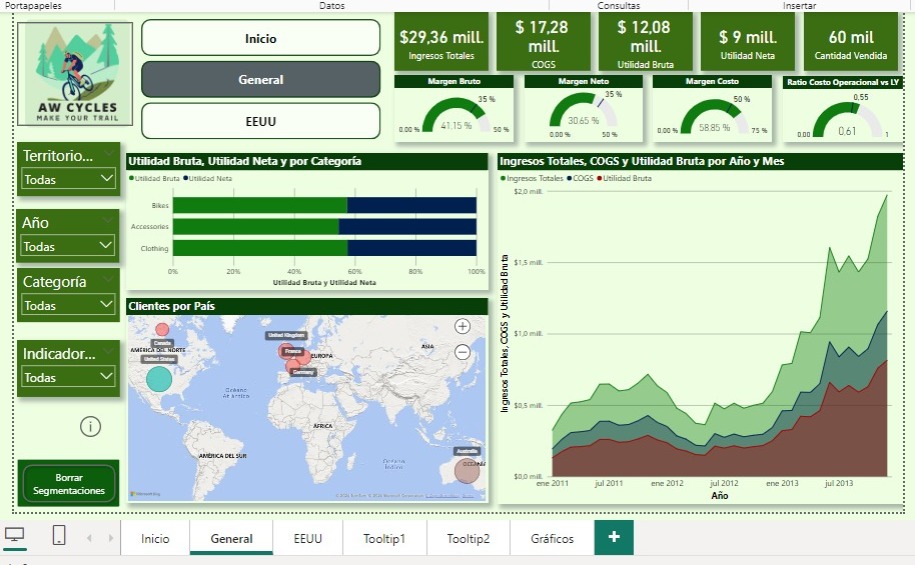 Portapapeles
Datos
Consultas
Insertar
AW CYCLES
MAKE YOUR TRAIL
Inicio
General
EEUU
$29,36 mill.
Ingresos Totales
$ 17,28
mill.
COGS
$ 12,08
mill.
Utilidad Bruta
$ 9 mill.
Utilidad Neta
60 mil
Cantidad Vendida
Margen Bruto
35 %
41.15 %
0.00 %
50 %
Margen Neto
35 %
30.65 %
0.00 %
50 %
Margen Costo
50 %
58.85 %
0.00 %
75 %
Ratio Costo Operacional vs LY
0,55
0.61
0.00
1
Territorio...
Todas
Año
Todas
Categoría
Todas
Indicador...
Todas
Borrar
Segmentaciones
Utilidad Bruta, Utilidad Neta y por Categoría
Utilidad Bruta Utilidad Neta
Bikes
Accessories
Clothing
0% 20% 40% 60% 80% 100%
Utilidad Bruta y Utilidad Neta
Clientes por País
Canada
AMÉRICA DEL NORTE
United States
United Kingdom
France
EUROPA
Germany
ASIA
Océano
Atlántico
ÁFRICA
AMÉRICA DEL SUR
Océano
Índico
Australia
Ingresos Totales, COGS y Utilidad Bruta por Año y Mes
Ingresos Totales COGS Utilidad Bruta
Ingresos Totales, COGS y Utilidad Bruta
$2,0 mill.
$1,5 mill.
$1,0 mill.
$0,5 mill.
$0,0 mill.
ene 2011 jul 2011 ene 2012 jul 2012 ene 2013 jul 2013
Año
Inicio
General
EEUU
Tooltip1
Tooltip2
Gráficos